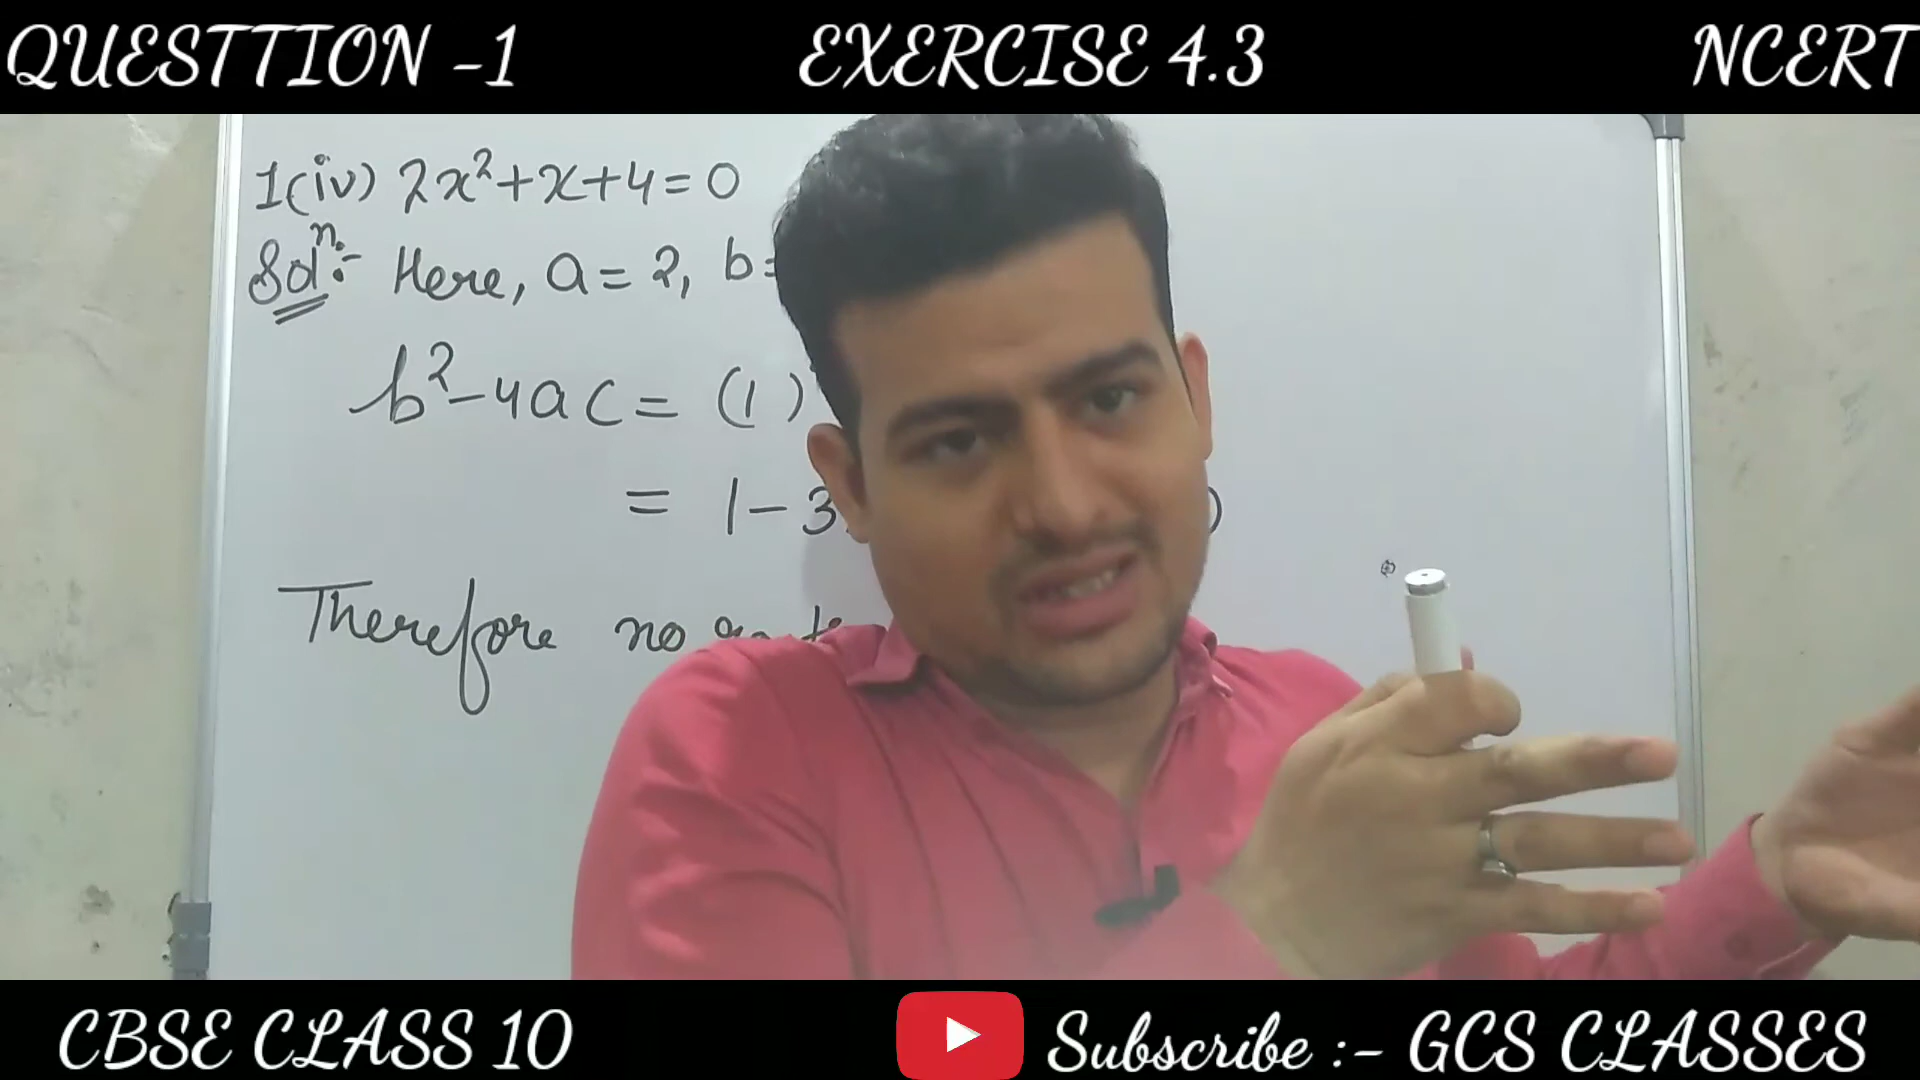 QUESTTION -1 EXERCISE 4.3 NCERT
1(iv) 2x²+x+4=0
Solⁿ:- Here, a=2, b=
b²-4ac = (1)
= 1-3
Therefore no
CBSE CLASS 10 Subscribe :- GCS CLASSES